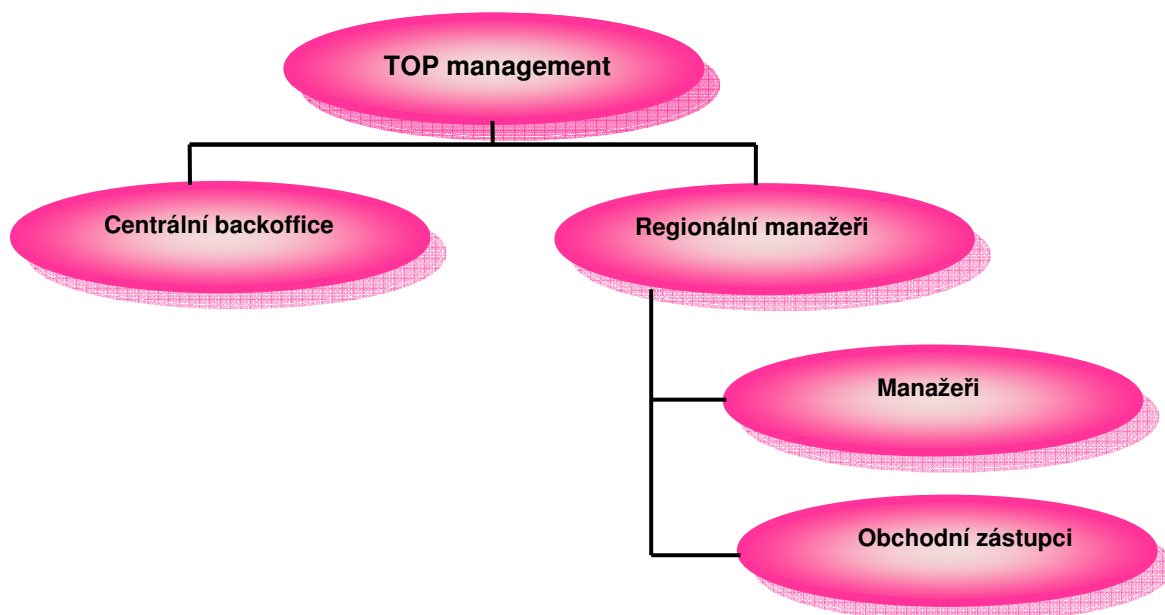 TOP management
Centrální backoffice
Regionální manažeři
Manažeři
Obchodní zástupci